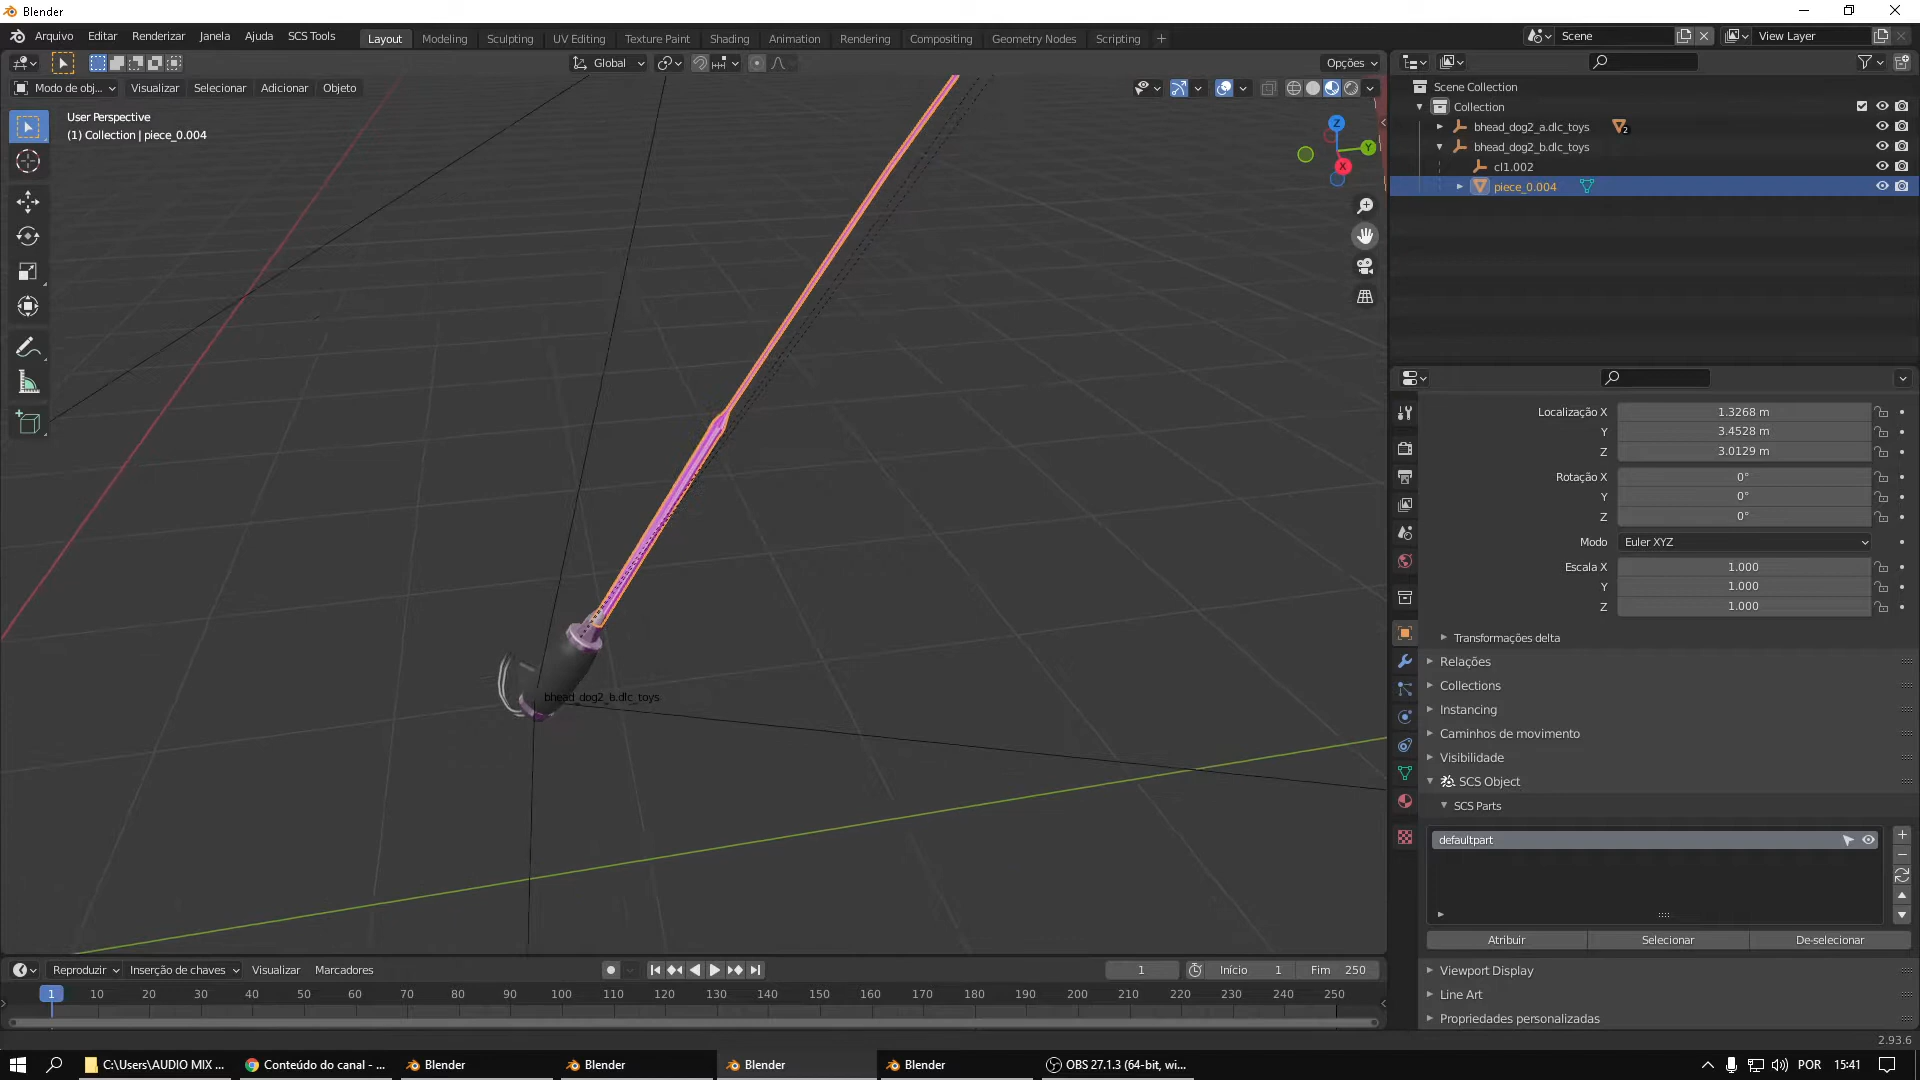 Blender
Arquivo Editar Renderizar Janela Ajuda SCS Tools Layout Modeling Sculpting UV Editing Texture Paint Shading Animation Rendering Compositing Geometry Nodes Scripting + Scene View Layer
Global Opções
Modo de obj... Visualizar Selecionar Adicionar Objeto
User Perspective
(1) Collection | piece_0.004
Z
Y
X
bhead_dog2_b.dlc_toys
Scene Collection
Collection
bhead_dog2_a.dlc_toys 2
bhead_dog2_b.dlc_toys
cl1.002
piece_0.004
Localização X 1.3268 m
Y 3.4528 m
Z 3.0129 m
Rotação X 0°
Y 0°
Z 0°
Modo Euler XYZ
Escala X 1.000
Y 1.000
Z 1.000
Transformações delta
Relações
Collections
Instancing
Caminhos de movimento
Visibilidade
SCS Object
SCS Parts
defaultpart
Atribuir Selecionar De-selecionar
Viewport Display
Line Art
Propriedades personalizadas
Reproduzir Inserção de chaves Visualizar Marcadores 1 Início 1 Fim 250
1 10 20 30 40 50 60 70 80 90 100 110 120 130 140 150 160 170 180 190 200 210 220 230 240 250
2.93.6
C:\Users\AUDIO MIX ... Conteúdo do canal - ... Blender Blender Blender Blender OBS 27.1.3 (64-bit, wi... POR 15:41